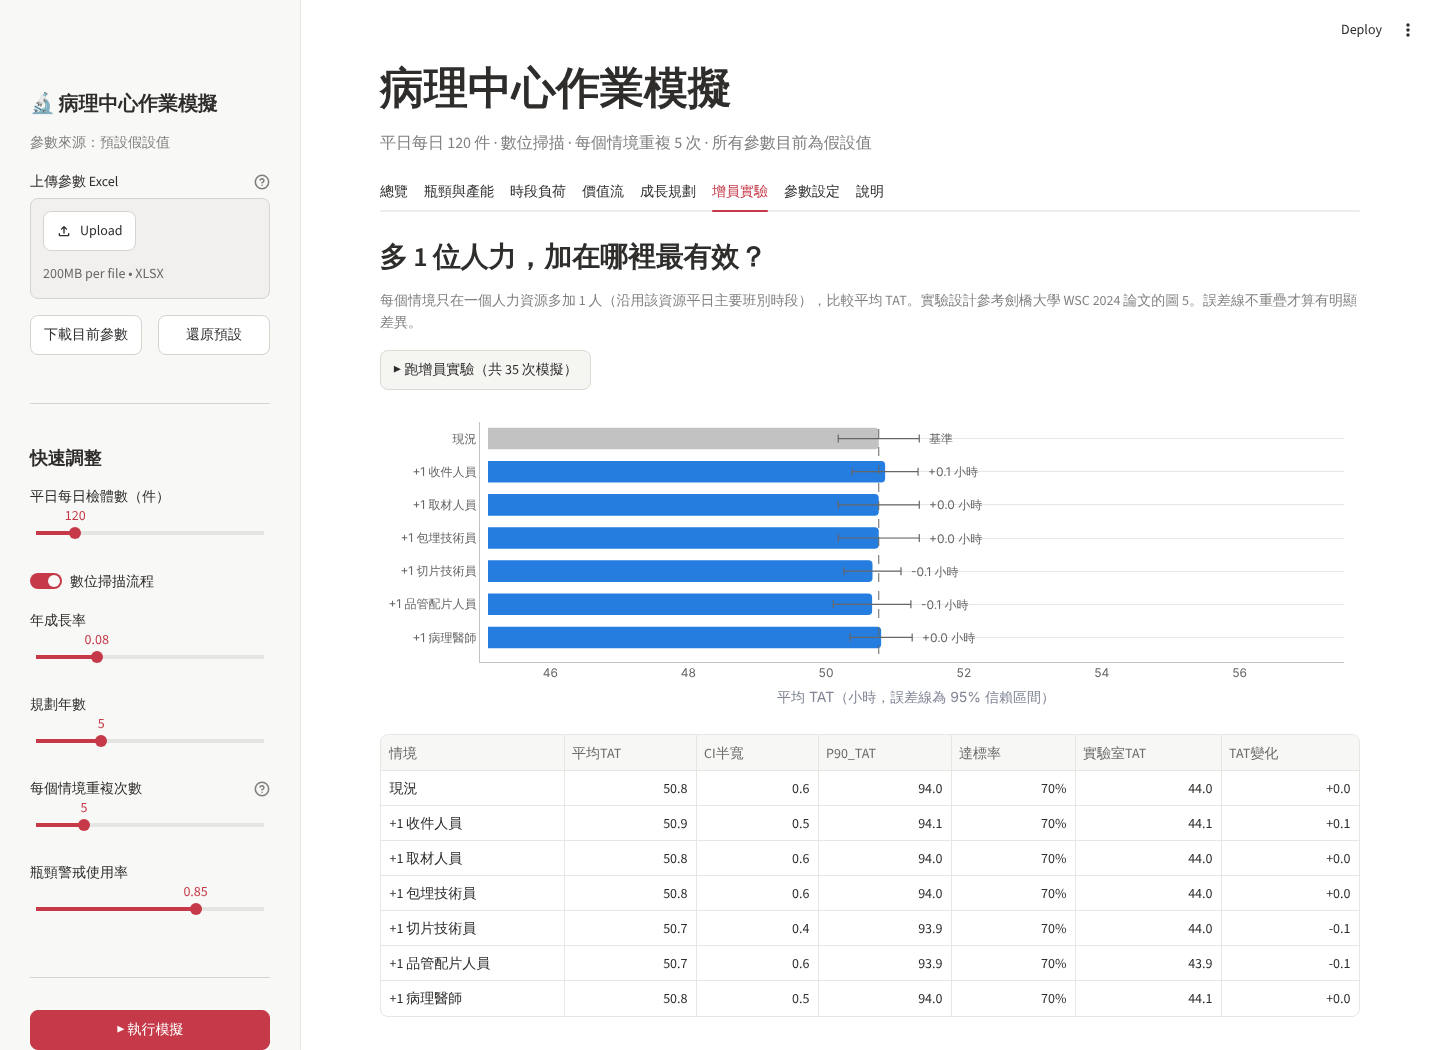 Deploy
🔬 病理中心作業模擬
參數來源：預設假設值
上傳參數 Excel
Upload
200MB per file • XLSX
下載目前參數
還原預設
快速調整
平日每日檢體數（件）
120
數位掃描流程
年成長率
0.08
規劃年數
5
每個情境重複次數
5
瓶頸警戒使用率
0.85
▸ 執行模擬
病理中心作業模擬
平日每日 120 件 · 數位掃描 · 每個情境重複 5 次 · 所有參數目前為假設值
總覽 瓶頸與產能 時段負荷 價值流 成長規劃 增員實驗 參數設定 說明
多 1 位人力，加在哪裡最有效？
每個情境只在一個人力資源多加 1 人（沿用該資源平日主要班別時段），比較平均 TAT。實驗設計參考劍橋大學 WSC 2024 論文的圖 5。誤差線不重疊才算有明顯
差異。
▸ 跑增員實驗（共 35 次模擬）
現況 基準
+1 收件人員 +0.1 小時
+1 取材人員 +0.0 小時
+1 包埋技術員 +0.0 小時
+1 切片技術員 -0.1 小時
+1 品管配片人員 -0.1 小時
+1 病理醫師 +0.0 小時
46 48 50 52 54 56
平均 TAT（小時，誤差線為 95% 信賴區間）
情境 平均TAT CI半寬 P90_TAT 達標率 實驗室TAT TAT變化
現況 50.8 0.6 94.0 70% 44.0 +0.0
+1 收件人員 50.9 0.5 94.1 70% 44.1 +0.1
+1 取材人員 50.8 0.6 94.0 70% 44.0 +0.0
+1 包埋技術員 50.8 0.6 94.0 70% 44.0 +0.0
+1 切片技術員 50.7 0.4 93.9 70% 44.0 -0.1
+1 品管配片人員 50.7 0.6 93.9 70% 43.9 -0.1
+1 病理醫師 50.8 0.5 94.0 70% 44.1 +0.0